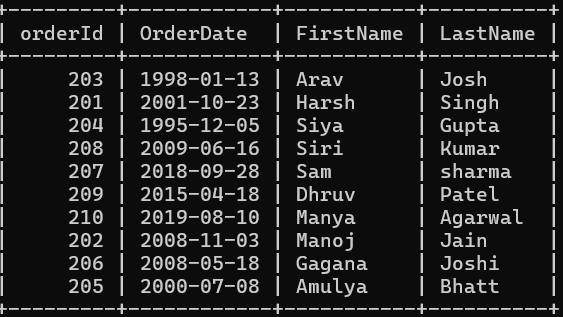 orderId | OrderDate | FirstName | LastName
203 | 1998-01-13 | Arav | Josh
201 | 2001-10-23 | Harsh | Singh
204 | 1995-12-05 | Siya | Gupta
208 | 2009-06-16 | Siri | Kumar
207 | 2018-09-28 | Sam | sharma
209 | 2015-04-18 | Dhruv | Patel
210 | 2019-08-10 | Manya | Agarwal
202 | 2008-11-03 | Manoj | Jain
206 | 2008-05-18 | Gagana | Joshi
205 | 2000-07-08 | Amulya | Bhatt